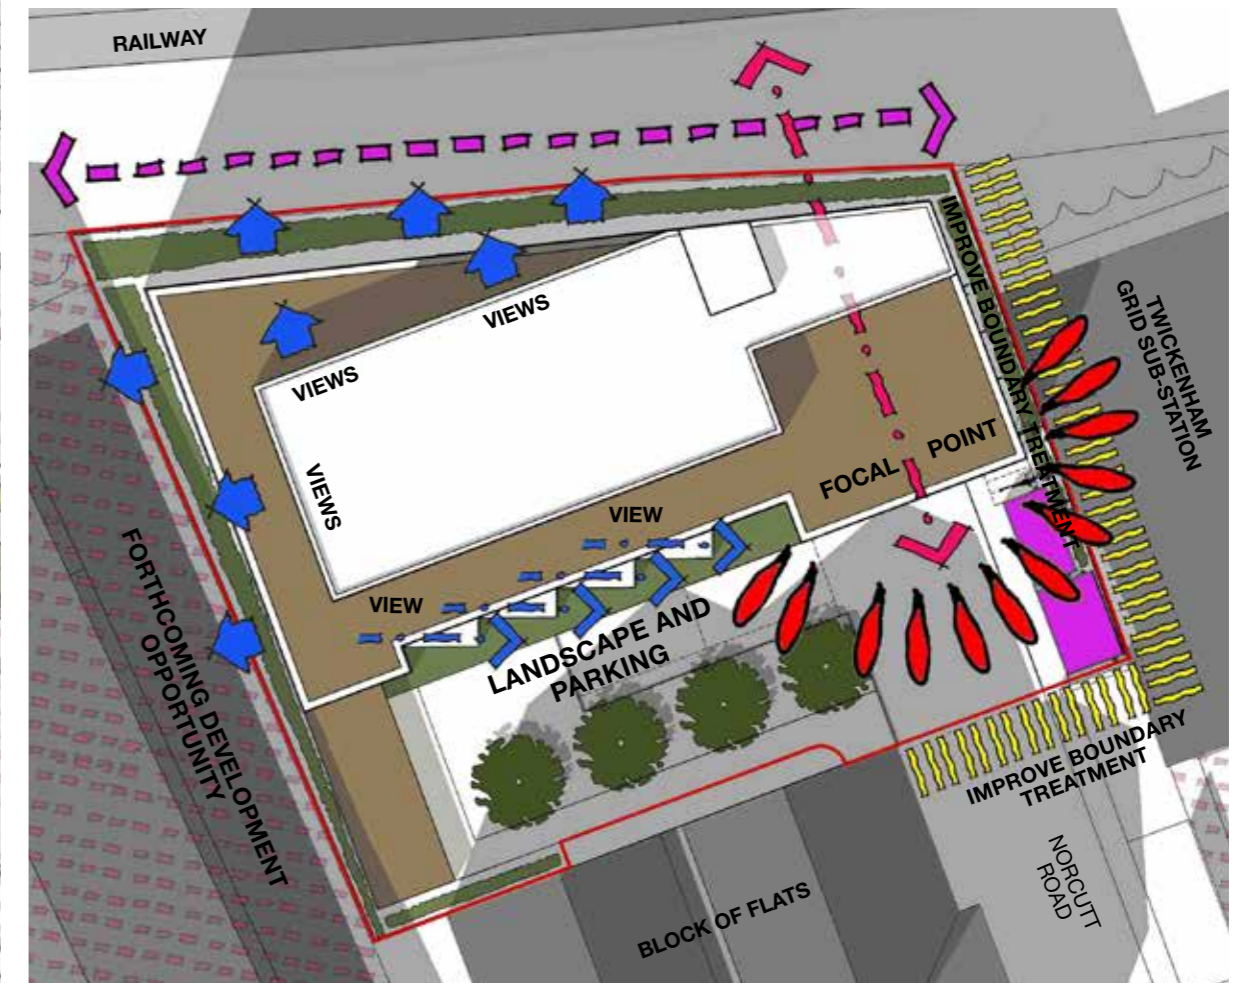 RAILWAY
IMPROVE BOUNDARY TREATMENT
TWICKENHAM
GRID SUB-STATION
VIEWS
VIEWS
VIEWS
FOCAL POINT
VIEW
VIEW
LANDSCAPE AND
PARKING
FORTHCOMING DEVELOPMENT
OPPORTUNITY
IMPROVE BOUNDARY
TREATMENT
NORCUTT
ROAD
BLOCK OF FLATS